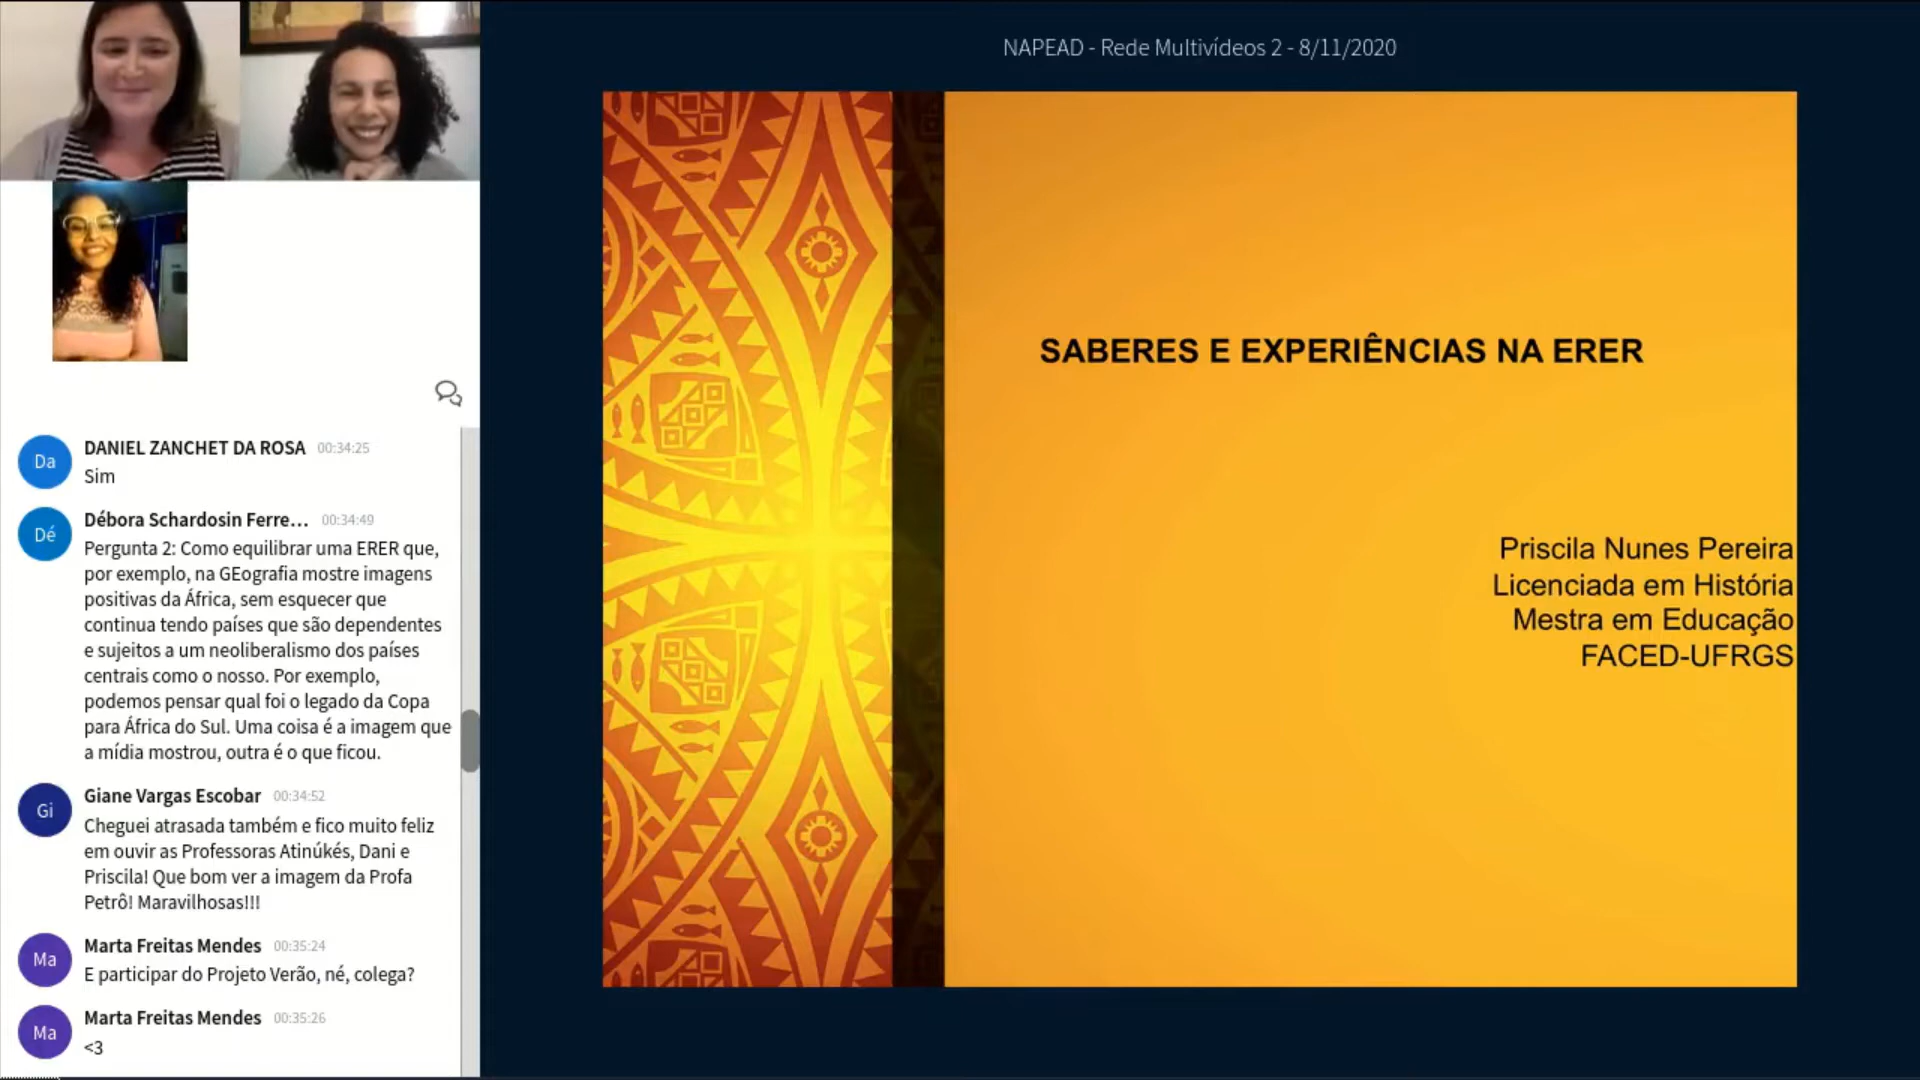 NAPEAD - Rede Multivídeos 2 - 8/11/2020
SABERES E EXPERIÊNCIAS NA ERER
Priscila Nunes Pereira
Licenciada em História
Mestra em Educação
FACED-UFRGS
Da
DANIEL ZANCHET DA ROSA 00:34:25
Sim
Dé
Débora Schardosin Ferre... 00:34:49
Pergunta 2: Como equilibrar uma ERER que,
por exemplo, na GEografia mostre imagens
positivas da África, sem esquecer que
continua tendo países que são dependentes
e sujeitos a um neoliberalismo dos países
centrais como o nosso. Por exemplo,
podemos pensar qual foi o legado da Copa
para África do Sul. Uma coisa é a imagem que
a mídia mostrou, outra é o que ficou.
Gi
Giane Vargas Escobar 00:34:52
Cheguei atrasada também e fico muito feliz
em ouvir as Professoras Atinúkés, Dani e
Priscila! Que bom ver a imagem da Profa
Petrô! Maravilhosas!!!
Ma
Marta Freitas Mendes 00:35:24
E participar do Projeto Verão, né, colega?
Ma
Marta Freitas Mendes 00:35:26
<3